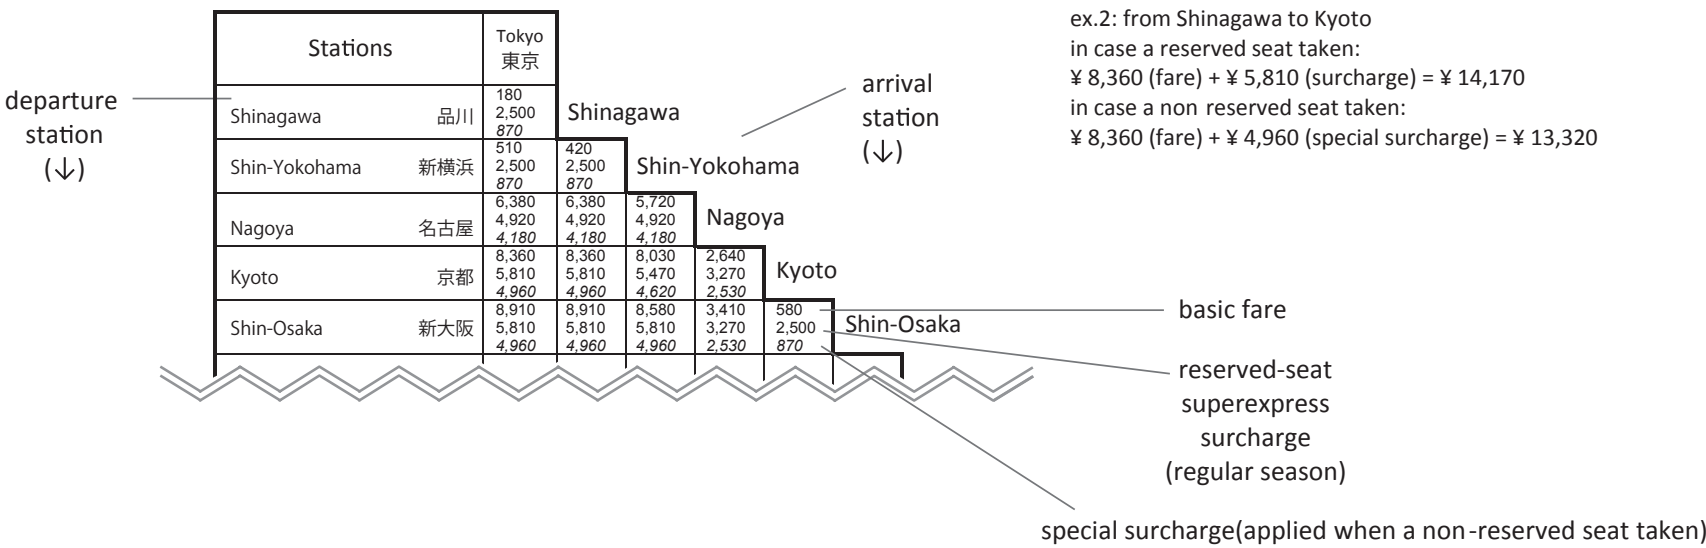 ex.2: from Shinagawa to Kyoto
in case a reserved seat taken:
¥ 8,360 (fare) + ¥ 5,810 (surcharge) = ¥ 14,170
in case a non reserved seat taken:
¥ 8,360 (fare) + ¥ 4,960 (special surcharge) = ¥ 13,320
departure
station
(↓)
arrival
station
(↓)
Stations
Tokyo
東京
Shinagawa 品川
180
2,500
870
Shinagawa
Shin-Yokohama 新横浜
510 420
2,500 2,500
870 870
Shin-Yokohama
Nagoya 名古屋
6,380 6,380 5,720
4,920 4,920 4,920
4,180 4,180 4,180
Nagoya
Kyoto 京都
8,360 8,360 8,030 2,640
5,810 5,810 5,470 3,270
4,960 4,960 4,620 2,530
Kyoto
Shin-Osaka 新大阪
8,910 8,910 8,580 3,410 580
5,810 5,810 5,810 3,270 2,500
4,960 4,960 4,960 2,530 870
Shin-Osaka
basic fare
reserved-seat
superexpress
surcharge
(regular season)
special surcharge(applied when a non-reserved seat taken)